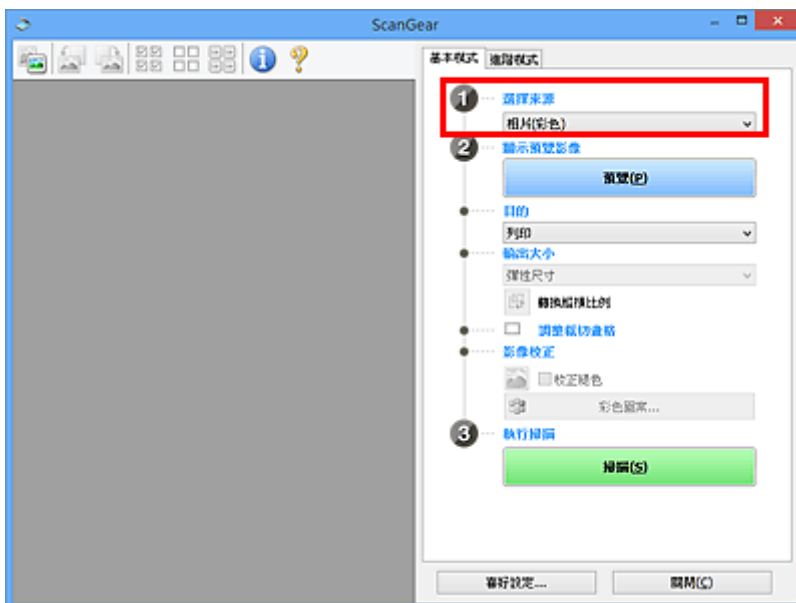 ScanGear
基本模式 進階模式
1 選擇來源
相片(彩色)
2 顯示預覽影像
預覽(P)
目的
列印
輸出大小
彈性尺寸
轉換縱橫比例
調整裁切畫格
影像校正
校正褪色
彩色圖案...
3 執行掃描
掃描(S)
喜好設定... 關閉(C)